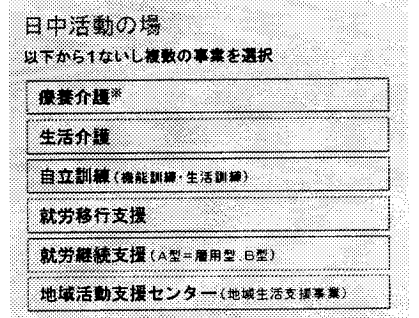 日中活動の場
以下から1ないし複数の事業を選択
療養介護※
生活介護
自立訓練(機能訓練・生活訓練)
就労移行支援
就労継続支援(A型=雇用型、B型)
地域活動支援センター(地域生活支援事業)